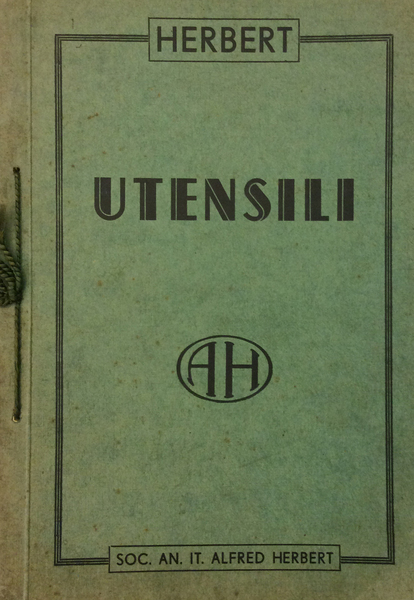 HERBERT
UTENSILI
AH
SOC. AN. IT. ALFRED HERBERT